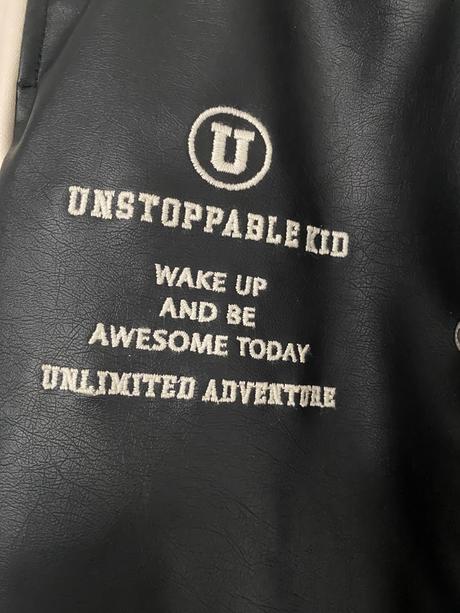 U
UNSTOPPABLE KID
WAKE UP
AND BE
AWESOME TODAY
UNLIMITED ADVENTURE